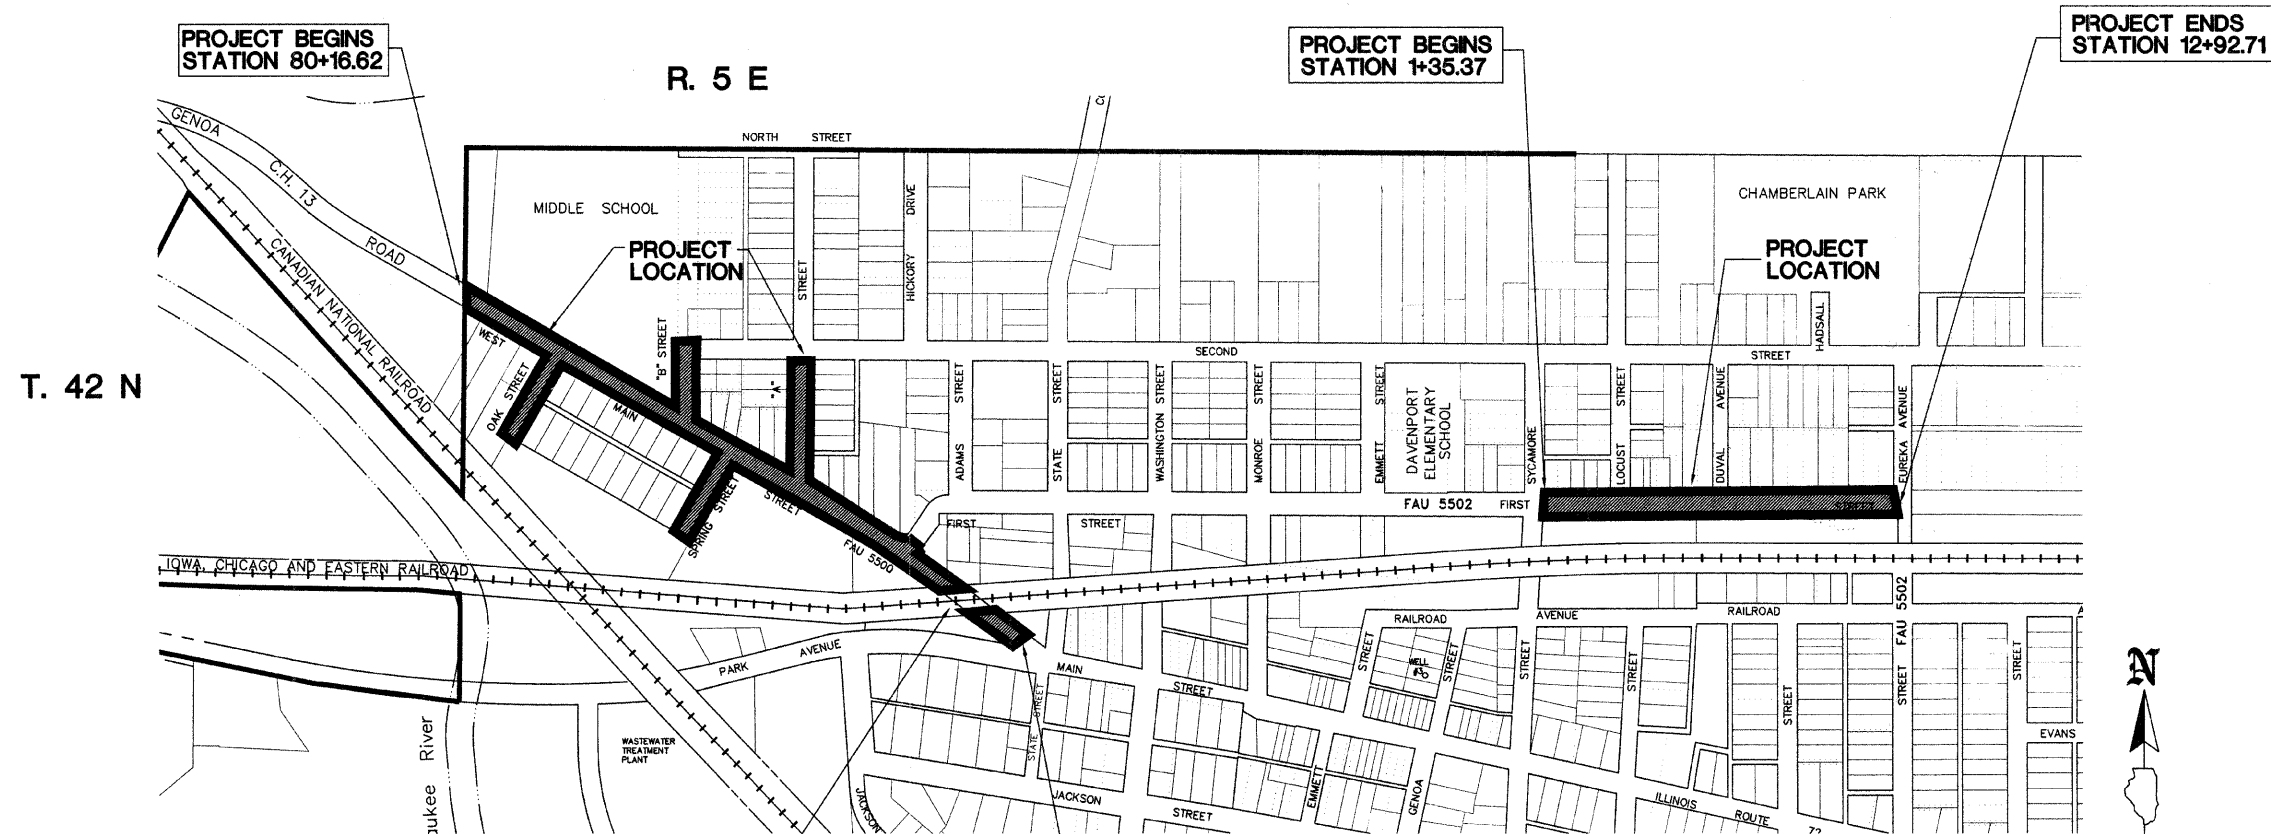 PROJECT BEGINS
STATION 80+16.62
R. 5 E
PROJECT BEGINS
STATION 1+35.37
PROJECT ENDS
STATION 12+92.71
GENOA
C.H. 13
ROAD
CANADIAN NATIONAL RAILROAD
NORTH STREET
MIDDLE SCHOOL
PROJECT
LOCATION
STREET
HICKORY DRIVE
CHAMBERLAIN PARK
PROJECT
LOCATION
HADSALL
T. 42 N
WEST
OAK STREET
"B" STREET
"A"
MAIN
STREET
SPRING STREET
FAU 5500
SECOND
STREET
ADAMS STREET
STATE STREET
WASHINGTON STREET
MONROE STREET
EMMETT STREET
DAVENPORT
ELEMENTARY
SCHOOL
SYCAMORE
LOCUST STREET
DUVAL AVENUE
EUREKA AVENUE
FIRST
STREET
FAU 5502
FIRST
STREET
IOWA, CHICAGO AND EASTERN RAILROAD
RAILROAD
AVENUE
RAILROAD
A
PARK
AVENUE
MAIN
STREET
STATE STREET
STREET
WELL
STREET
STREET
STREET
STREET
STREET FAU 5502
STREET
EVANS
N
WASTEWATER
TREATMENT
PLANT
aukee River
JACKSON
JACKSON
STREET
EMMETT
GENOA
ILLINOIS
ROUTE
72